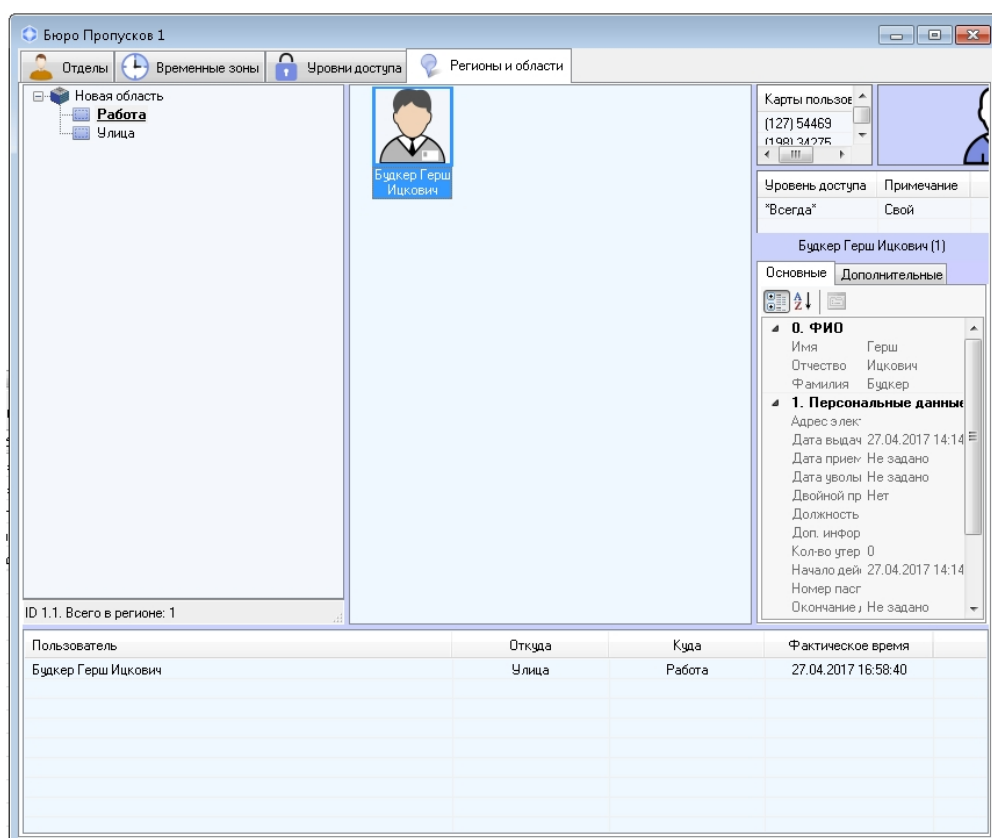 Бюро Пропусков 1
Отделы Временные зоны Уровни доступа Регионы и области
Новая область
Работа
Улица
Будкер Герш
Ицкович
ID 1.1. Всего в регионе: 1
Карты пользов
(127) 54469
(198) 34275
Уровень доступа Примечание
*Всегда* Свой
Будкер Герш Ицкович (1)
Основные Дополнительные
0. ФИО
Имя Герш
Отчество Ицкович
Фамилия Будкер
1. Персональные данные
Адрес элек
Дата выдач 27.04.2017 14:14
Дата прием Не задано
Дата уволы Не задано
Двойной пр Нет
Должность
Доп. инфор
Кол-во утер 0
Начало дей 27.04.2017 14:14
Номер пасп
Окончание Не задано
Пользователь Откуда Куда Фактическое время
Будкер Герш Ицкович Улица Работа 27.04.2017 16:58:40